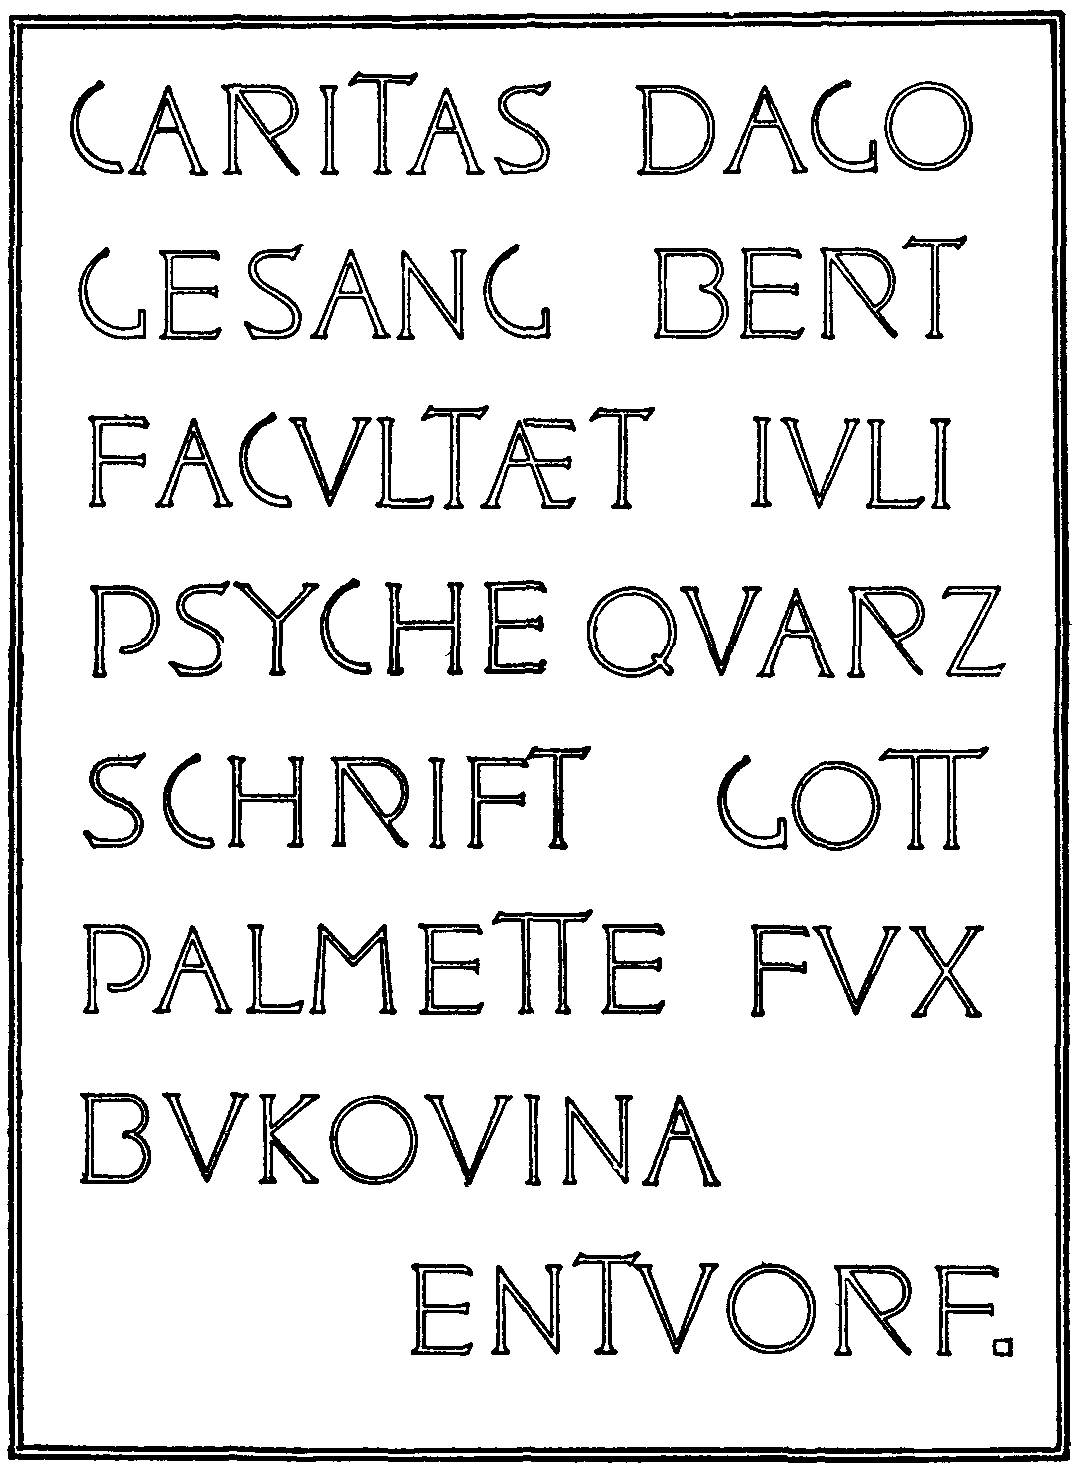 CARITAS DAGO
GESANG BERT
FACVLTÆT IVLI
PSYCHE QVARZ
SCHRIFT GOTT
PALMETTE FVX
BVKOVINA
ENTVORF.